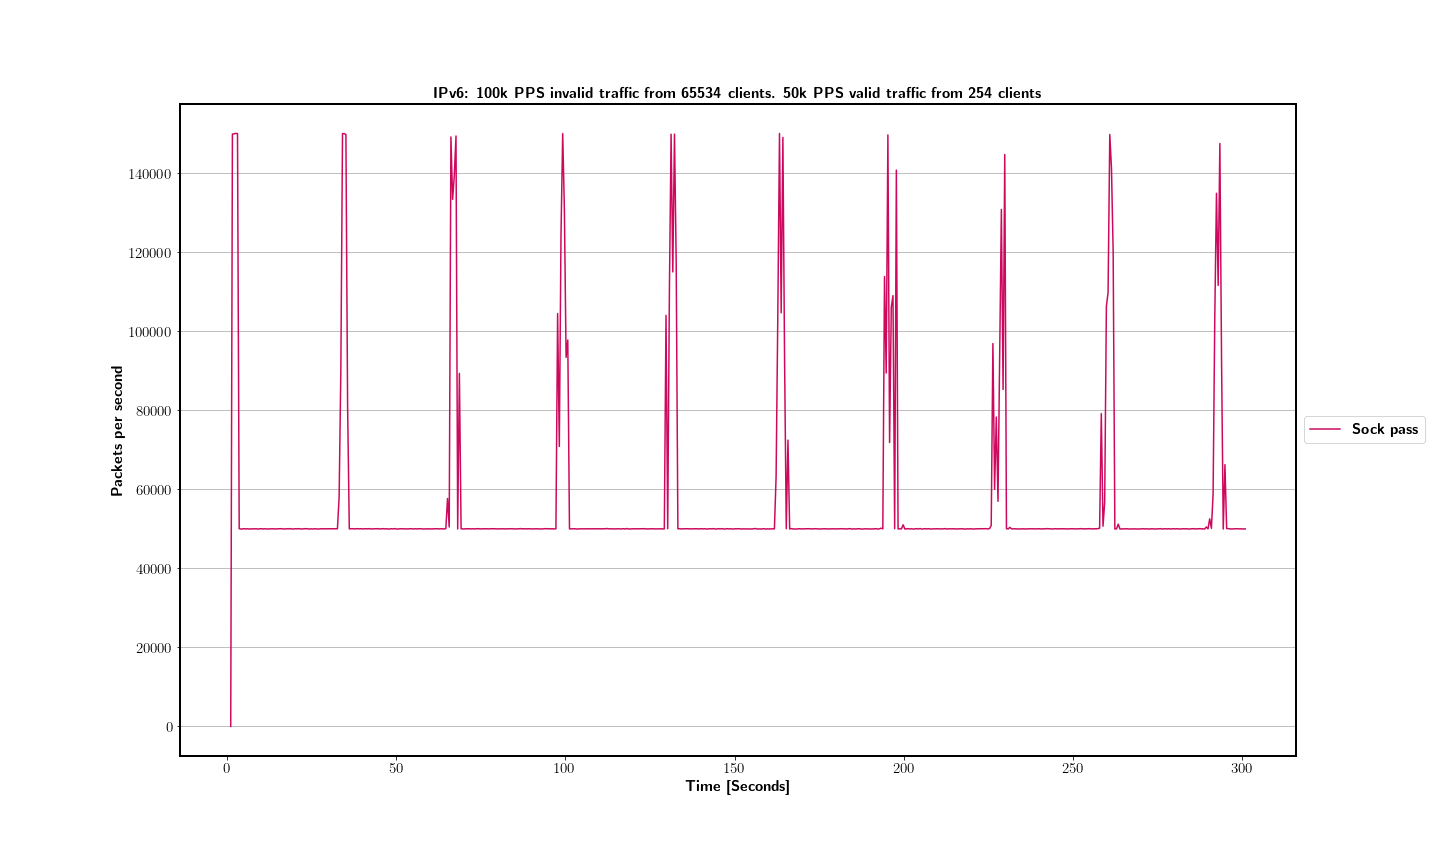 IPv6: 100k PPS invalid traffic from 65534 clients. 50k PPS valid traffic from 254 clients
140000
120000
100000
80000
60000
40000
20000
0
Packets per second
Sock pass
0 50 100 150 200 250 300
Time [Seconds]